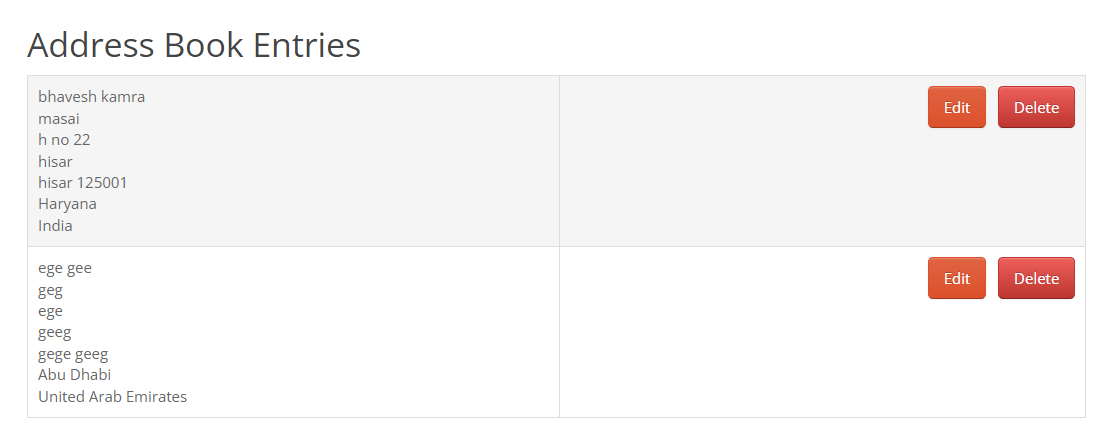 Address Book Entries
bhavesh kamra
masai
h no 22
hisar
hisar 125001
Haryana
India
Edit
Delete
ege gee
geg
ege
geeg
gege geeg
Abu Dhabi
United Arab Emirates
Edit
Delete